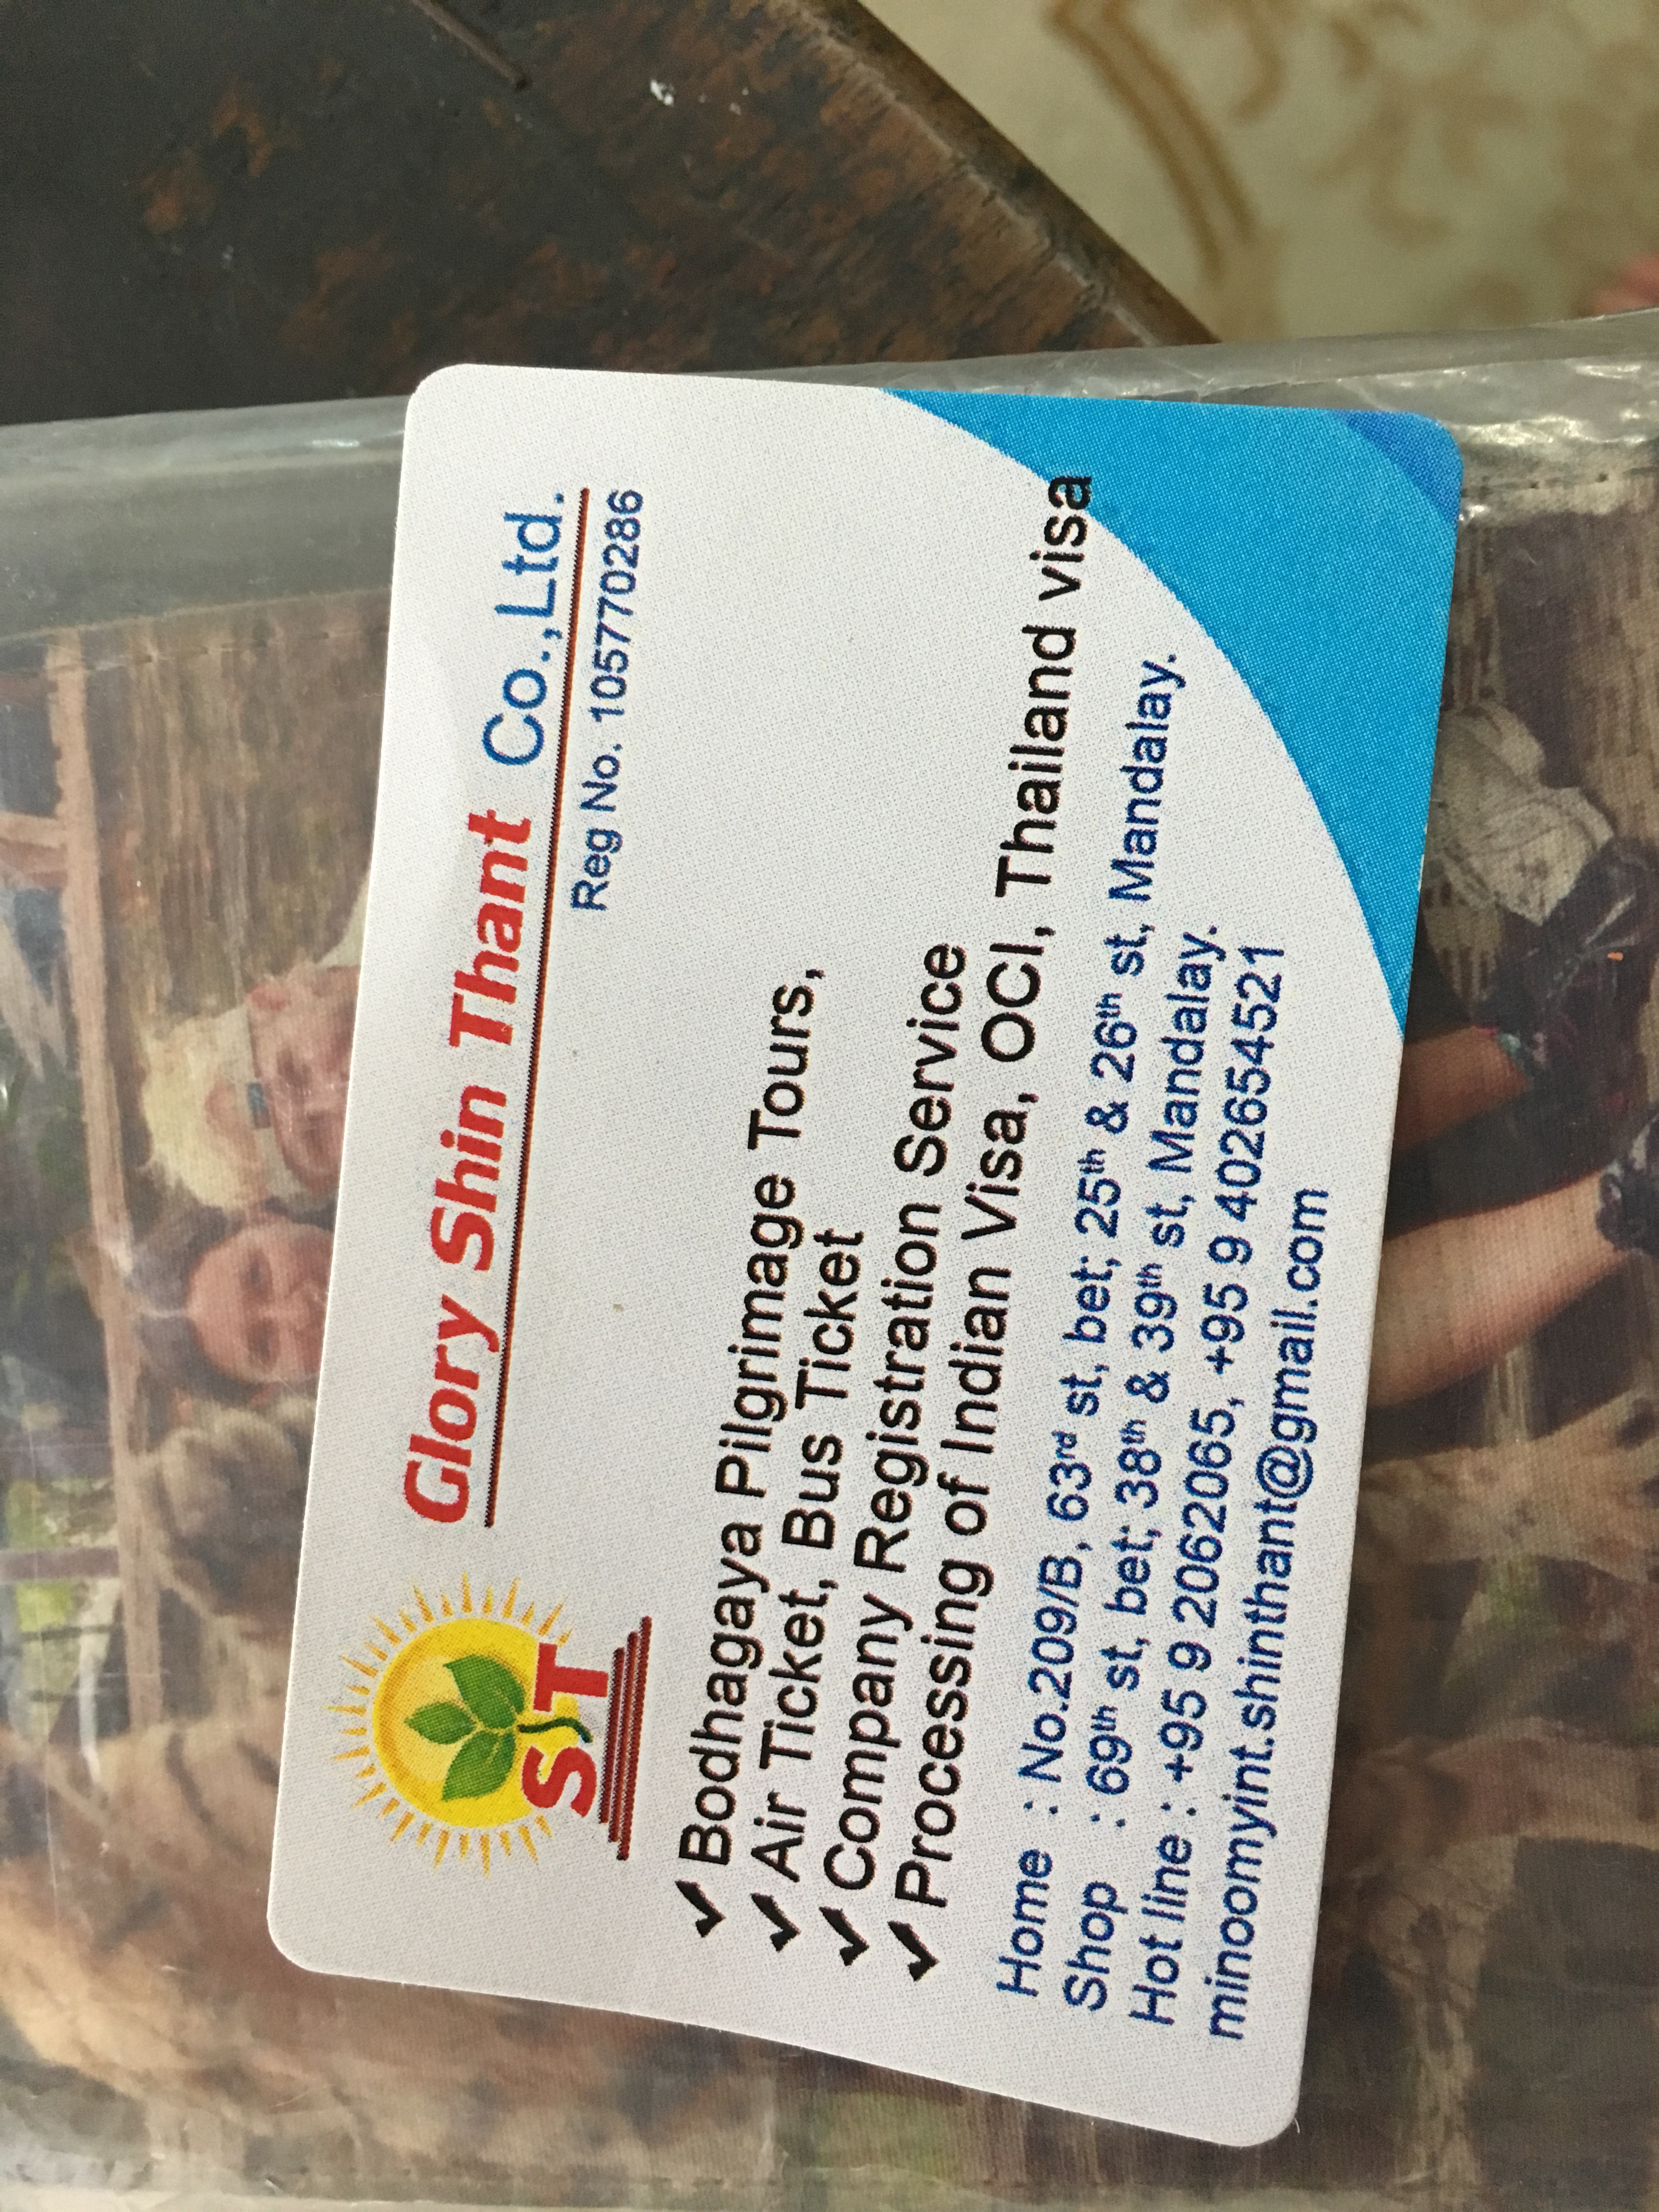 Glory Shin Thant Co.,Ltd.
Reg No. 105770286
ST
✓ Bodhagaya Pilgrimage Tours,
✓ Air Ticket, Bus Ticket
✓ Company Registration Service
✓ Processing of Indian Visa, OCI, Thailand visa
Home : No.209/B, 63rd st, bet; 25th & 26th st, Mandalay.
Shop : 69th st, bet; 38th & 39th st, Mandalay.
Hot line : +95 9 2062065, +95 9 402654521
minoomyint.shinthant@gmail.com